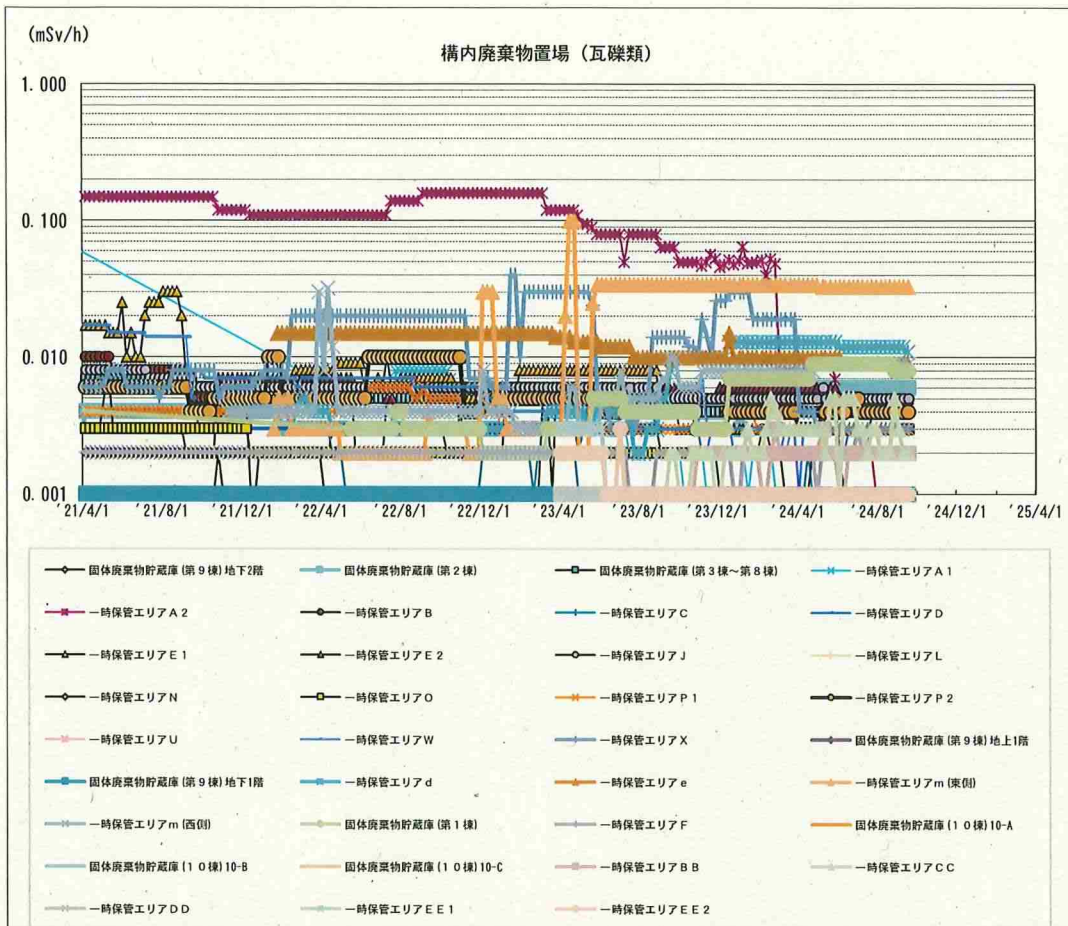 (mSv/h)
構内廃棄物置場（瓦礫類）
1.000
0.100
0.010
0.001
'21/4/1 '21/8/1 '21/12/1 '22/4/1 '22/8/1 '22/12/1 '23/4/1 '23/8/1 '23/12/1 '24/4/1 '24/8/1 '24/12/1 '25/4/1
固体廃棄物貯蔵庫(第9棟)地下2階 固体廃棄物貯蔵庫(第2棟) 固体廃棄物貯蔵庫(第3棟～第8棟) 一時保管エリアA1
一時保管エリアA2 一時保管エリアB 一時保管エリアC 一時保管エリアD
一時保管エリアE1 一時保管エリアE2 一時保管エリアJ 一時保管エリアL
一時保管エリアN 一時保管エリアO 一時保管エリアP1 一時保管エリアP2
一時保管エリアU 一時保管エリアW 一時保管エリアX 固体廃棄物貯蔵庫(第9棟)地上1階
固体廃棄物貯蔵庫(第9棟)地下1階 一時保管エリアd 一時保管エリアe 一時保管エリアm(東側)
一時保管エリアm(西側) 固体廃棄物貯蔵庫(第1棟) 一時保管エリアF 固体廃棄物貯蔵庫(10棟)10-A
固体廃棄物貯蔵庫(10棟)10-B 固体廃棄物貯蔵庫(10棟)10-C 一時保管エリアBB 一時保管エリアCC
一時保管エリアDD 一時保管エリアEE1 一時保管エリアEE2